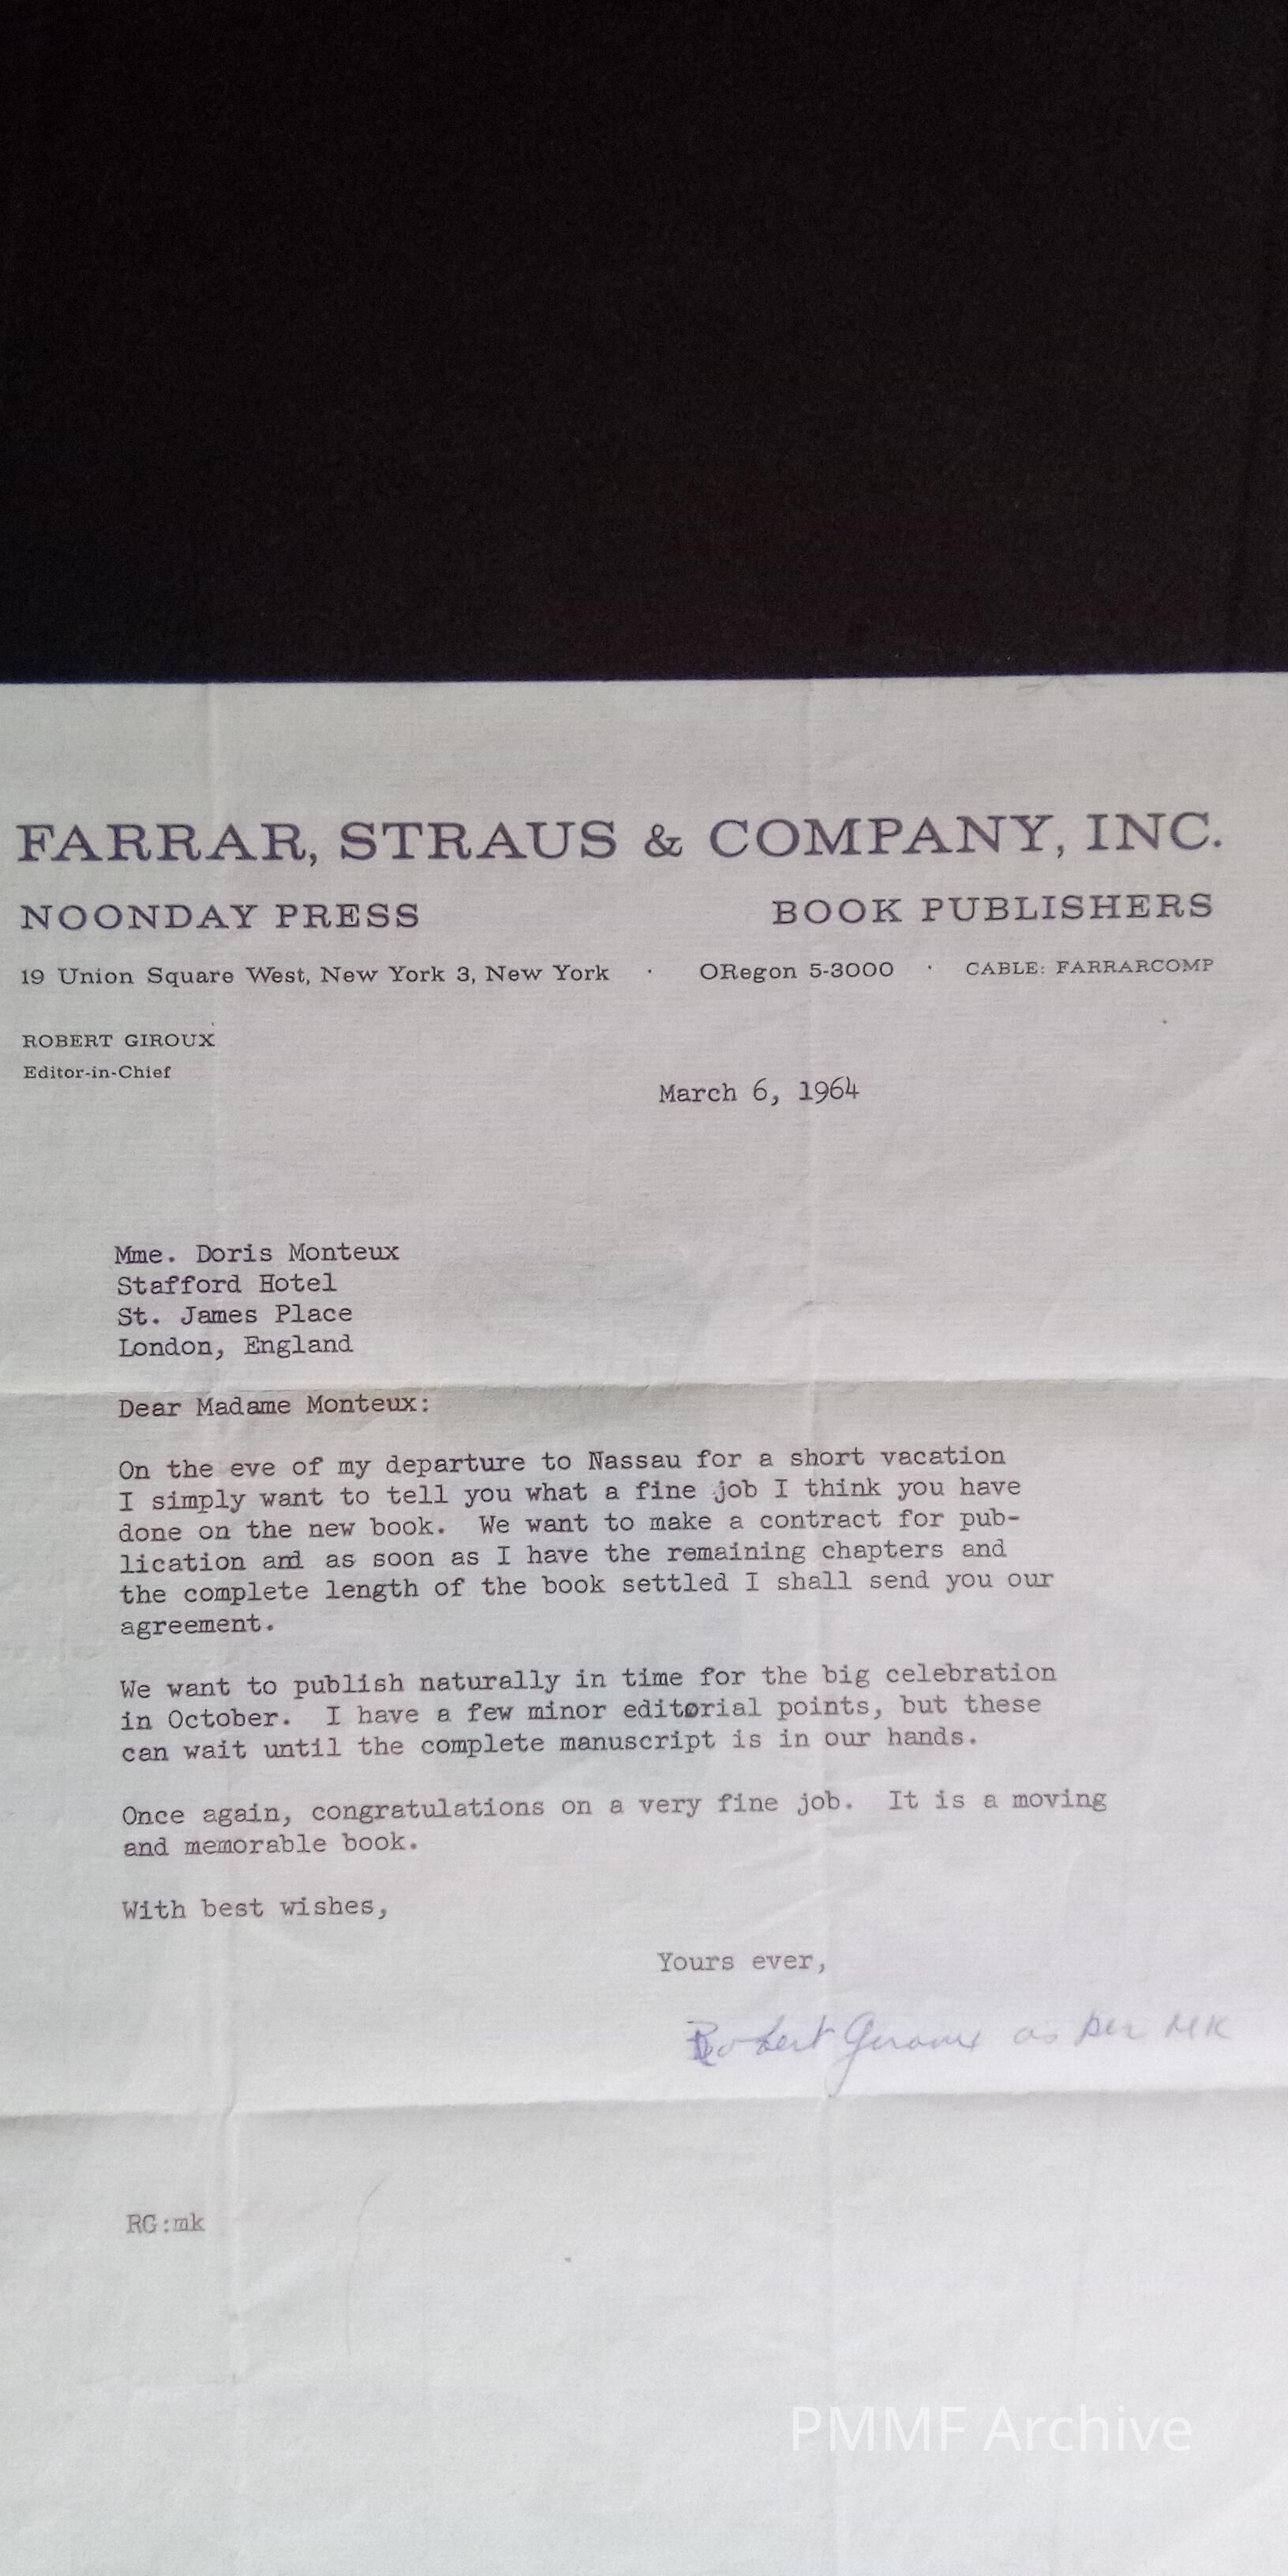 FARRAR, STRAUS & COMPANY, INC.
NOONDAY PRESS BOOK PUBLISHERS
19 Union Square West, New York 3, New York · ORegon 5-3000 · CABLE: FARRARCOMP
ROBERT GIROUX
Editor-in-Chief
March 6, 1964
Mme. Doris Monteux
Stafford Hotel
St. James Place
London, England
Dear Madame Monteux:
On the eve of my departure to Nassau for a short vacation
I simply want to tell you what a fine job I think you have
done on the new book. We want to make a contract for pub-
lication and as soon as I have the remaining chapters and
the complete length of the book settled I shall send you our
agreement.
We want to publish naturally in time for the big celebration
in October. I have a few minor editorial points, but these
can wait until the complete manuscript is in our hands.
Once again, congratulations on a very fine job. It is a moving
and memorable book.
With best wishes,
Yours ever,
Robert Giroux as per MK
RG:mk
PMMF Archive